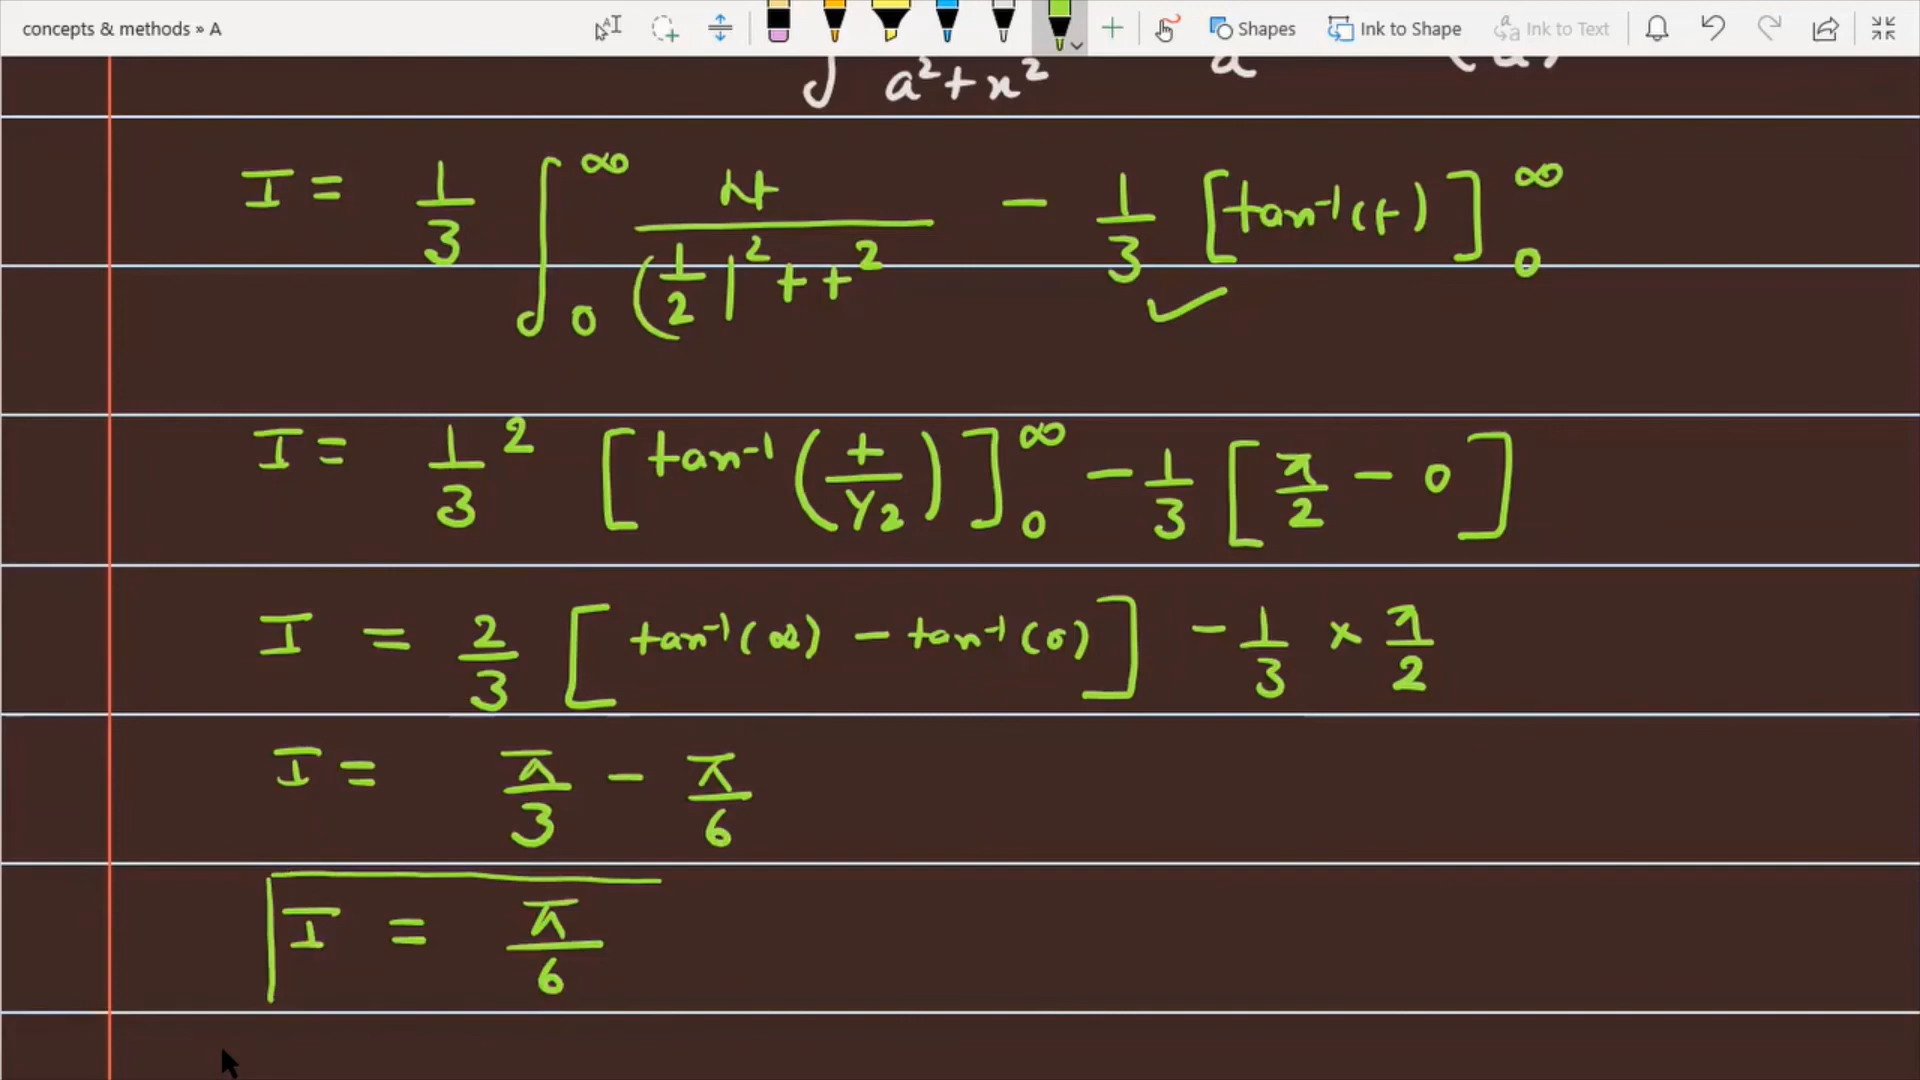 concepts & methods » A
Shapes Ink to Shape Ink to Text
∫ a²+x² a (a)
I = 1/3 ∫₀^∞ dt/((1/2)²+t²) - 1/3 [tan⁻¹(t)]₀^∞ ✓
I = 1/3 2 [tan⁻¹(t/(1/2))]₀^∞ - 1/3 [π/2 - 0]
I = 2/3 [tan⁻¹(∞) - tan⁻¹(0)] - 1/3 × π/2
I = π/3 - π/6
I = π/6